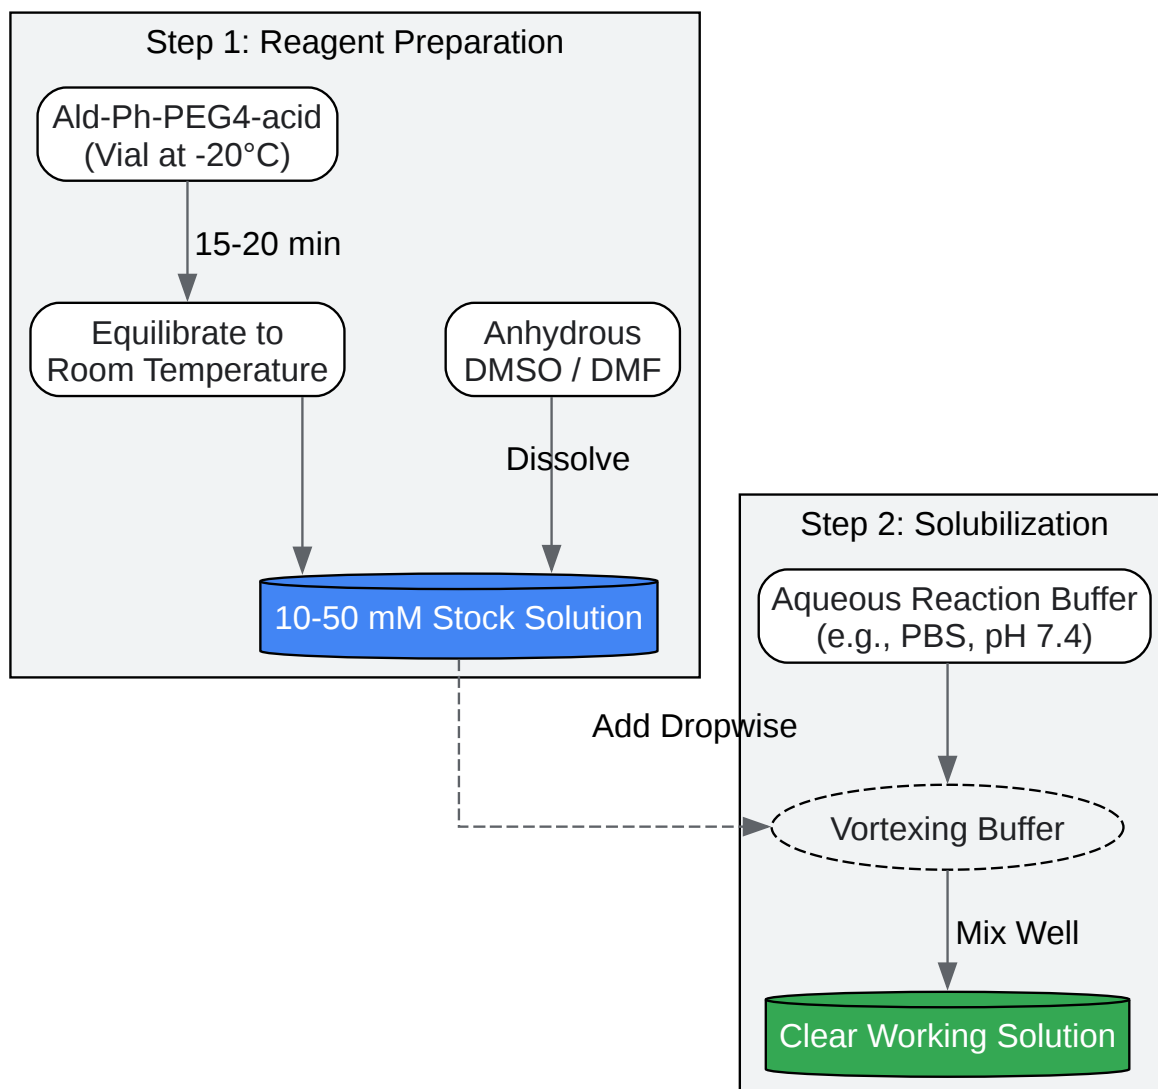 Step 1: Reagent Preparation
Ald-Ph-PEG4-acid
(Vial at -20°C)
15-20 min
Equilibrate to
Room Temperature
Anhydrous
DMSO / DMF
Dissolve
10-50 mM Stock Solution
Step 2: Solubilization
Aqueous Reaction Buffer
(e.g., PBS, pH 7.4)
Add Dropwise
Vortexing Buffer
Mix Well
Clear Working Solution